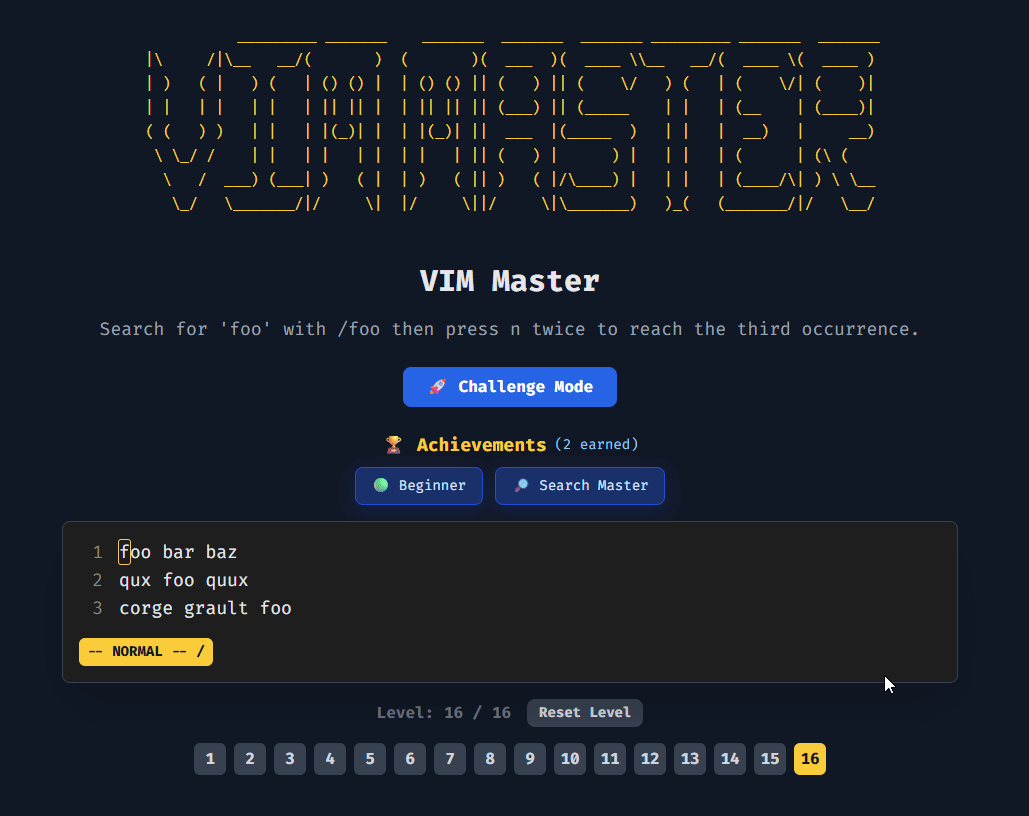 VIM Master
Search for 'foo' with /foo then press n twice to reach the third occurrence.
🚀 Challenge Mode
🏆 Achievements (2 earned)
🟢 Beginner 🔎 Search Master
1 foo bar baz
2 qux foo quux
3 corge grault foo
-- NORMAL -- /
Level: 16 / 16 Reset Level
1 2 3 4 5 6 7 8 9 10 11 12 13 14 15 16